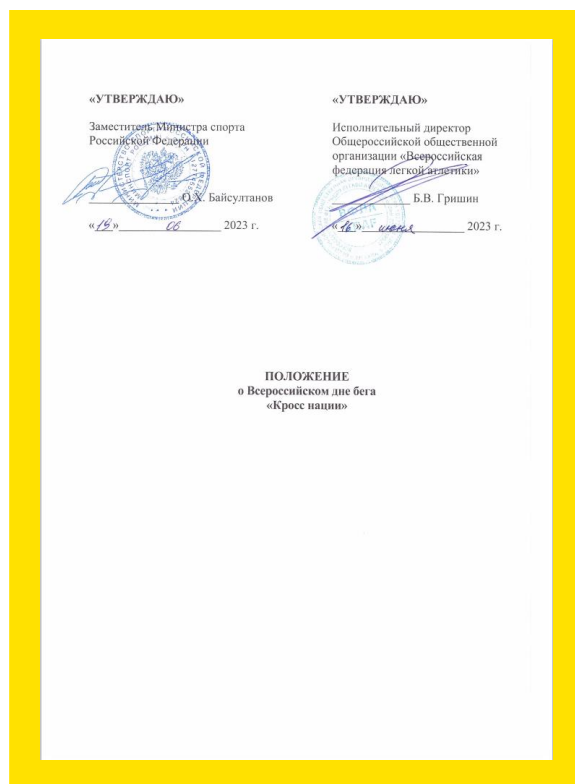 «УТВЕРЖДАЮ»
Заместитель Министра спорта
Российской Федерации
О.Х. Байсултанов
«19» 06 2023 г.
«УТВЕРЖДАЮ»
Исполнительный директор
Общероссийской общественной
организации «Всероссийская
федерация легкой атлетики»
Б.В. Гришин
«16» июня 2023 г.
ПОЛОЖЕНИЕ
о Всероссийском дне бега
«Кросс нации»